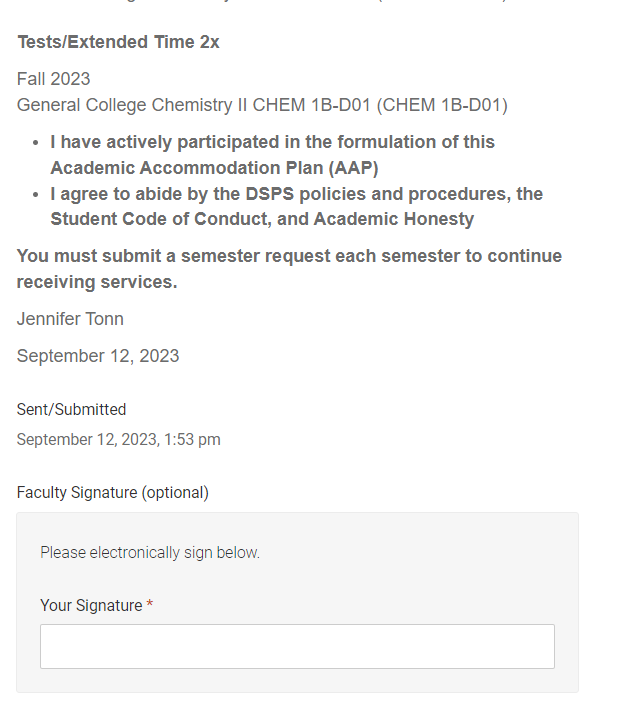 Tests/Extended Time 2x
Fall 2023
General College Chemistry II CHEM 1B-D01 (CHEM 1B-D01)
• I have actively participated in the formulation of this
Academic Accommodation Plan (AAP)
• I agree to abide by the DSPS policies and procedures, the
Student Code of Conduct, and Academic Honesty
You must submit a semester request each semester to continue
receiving services.
Jennifer Tonn
September 12, 2023
Sent/Submitted
September 12, 2023, 1:53 pm
Faculty Signature (optional)
Please electronically sign below.
Your Signature *